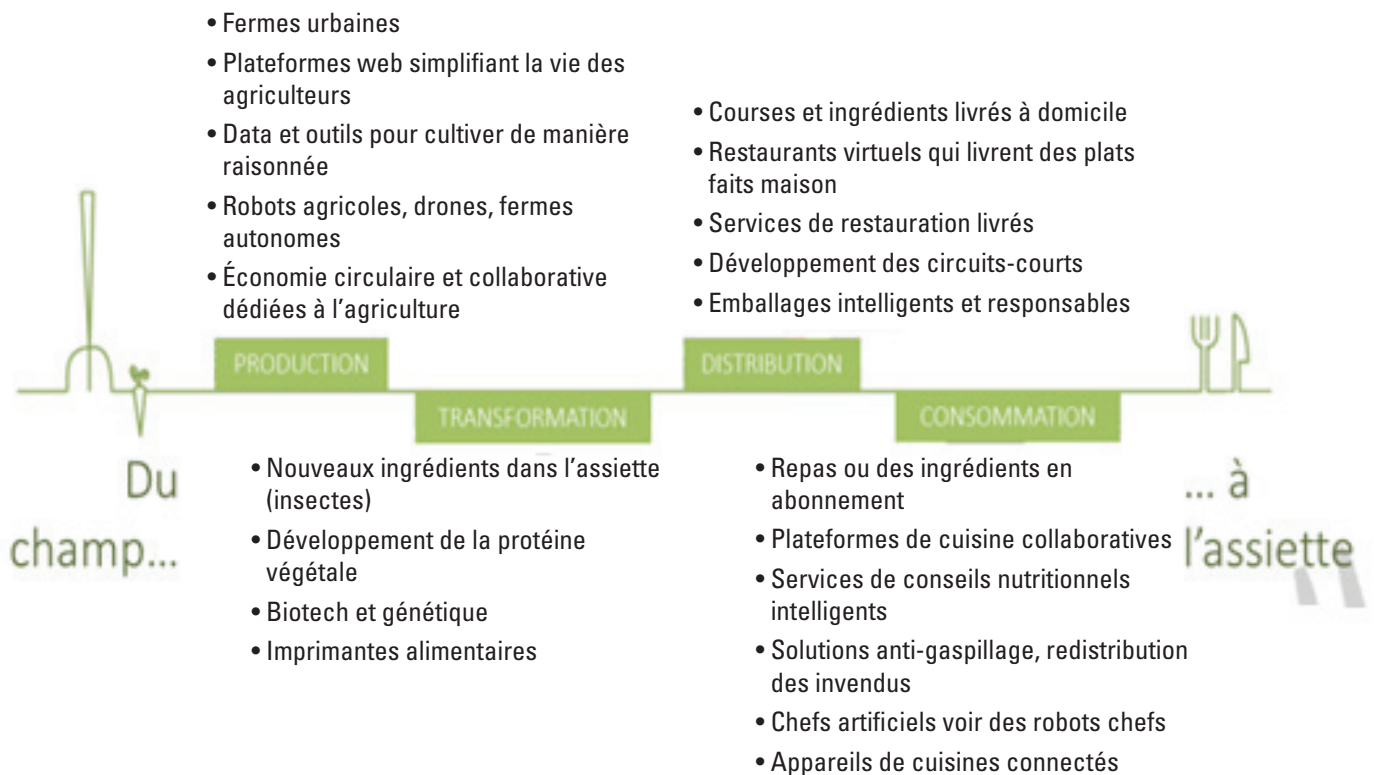 • Fermes urbaines
• Plateformes web simplifiant la vie des
agriculteurs
• Data et outils pour cultiver de manière
raisonnée
• Robots agricoles, drones, fermes
autonomes
• Économie circulaire et collaborative
dédiées à l’agriculture
• Courses et ingrédients livrés à domicile
• Restaurants virtuels qui livrent des plats
faits maison
• Services de restauration livrés
• Développement des circuits-courts
• Emballages intelligents et responsables
PRODUCTION
DISTRIBUTION
TRANSFORMATION
CONSOMMATION
Du
champ...
• Nouveaux ingrédients dans l’assiette
(insectes)
• Développement de la protéine
végétale
• Biotech et génétique
• Imprimantes alimentaires
• Repas ou des ingrédients en
abonnement
• Plateformes de cuisine collaboratives
• Services de conseils nutritionnels
intelligents
• Solutions anti-gaspillage, redistribution
des invendus
• Chefs artificiels voir des robots chefs
• Appareils de cuisines connectés
... à
l’assiette